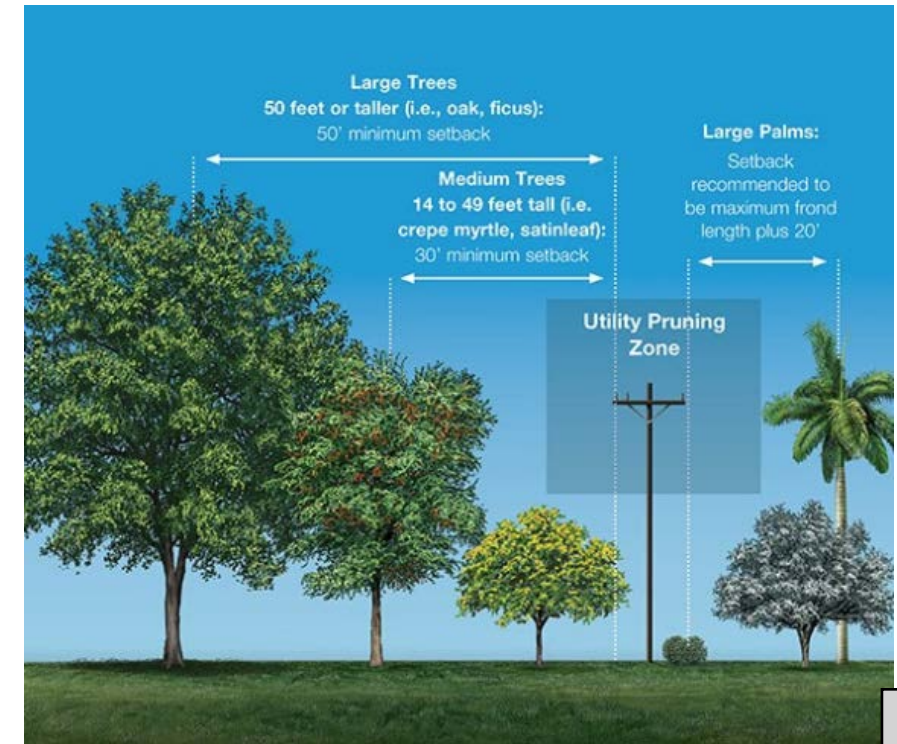 Large Trees
50 feet or taller (i.e., oak, ficus):
50' minimum setback
Medium Trees
14 to 49 feet tall (i.e.
crepe myrtle, satinleaf):
30' minimum setback
Large Palms:
Setback
recommended to
be maximum frond
length plus 20'
Utility Pruning
Zone